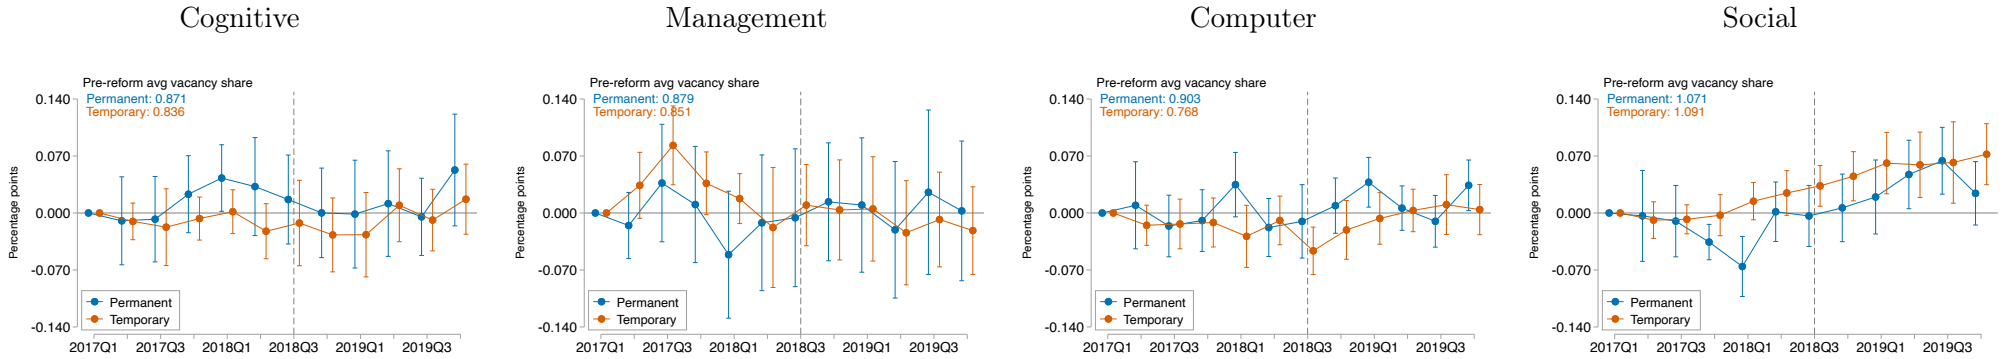 Cognitive
Pre-reform avg vacancy share
Permanent: 0.871
Temporary: 0.836
0.140
0.070
0.000
-0.070
-0.140
Percentage points
Permanent
Temporary
2017Q1 2017Q3 2018Q1 2018Q3 2019Q1 2019Q3
Management
Pre-reform avg vacancy share
Permanent: 0.879
Temporary: 0.851
0.140
0.070
0.000
-0.070
-0.140
Percentage points
Permanent
Temporary
2017Q1 2017Q3 2018Q1 2018Q3 2019Q1 2019Q3
Computer
Pre-reform avg vacancy share
Permanent: 0.903
Temporary: 0.768
0.140
0.070
0.000
-0.070
-0.140
Percentage points
Permanent
Temporary
2017Q1 2017Q3 2018Q1 2018Q3 2019Q1 2019Q3
Social
Pre-reform avg vacancy share
Permanent: 1.071
Temporary: 1.091
0.140
0.070
0.000
-0.070
-0.140
Percentage points
Permanent
Temporary
2017Q1 2017Q3 2018Q1 2018Q3 2019Q1 2019Q3